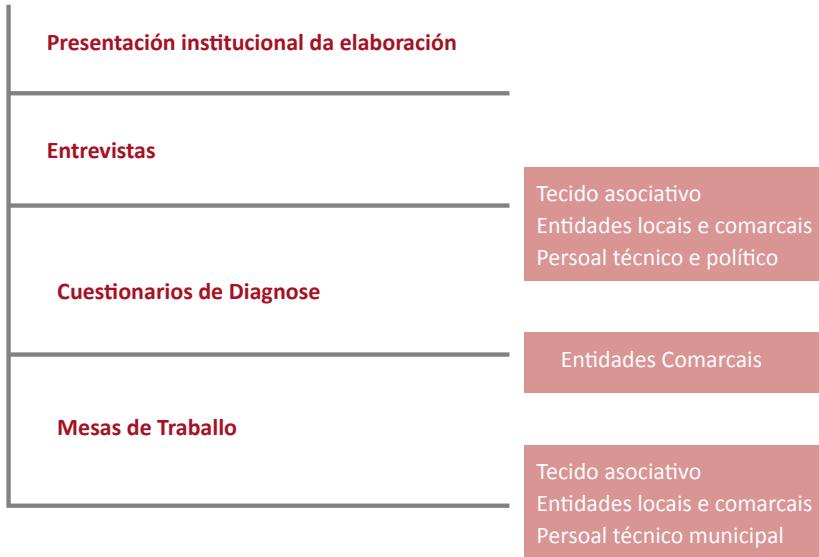 Presentación institucional da elaboración
Entrevistas
Tecido asociativo
Entidades locais e comarcais
Persoal técnico e político
Cuestionarios de Diagnose
Entidades Comarcais
Mesas de Traballo
Tecido asociativo
Entidades locais e comarcais
Persoal técnico municipal